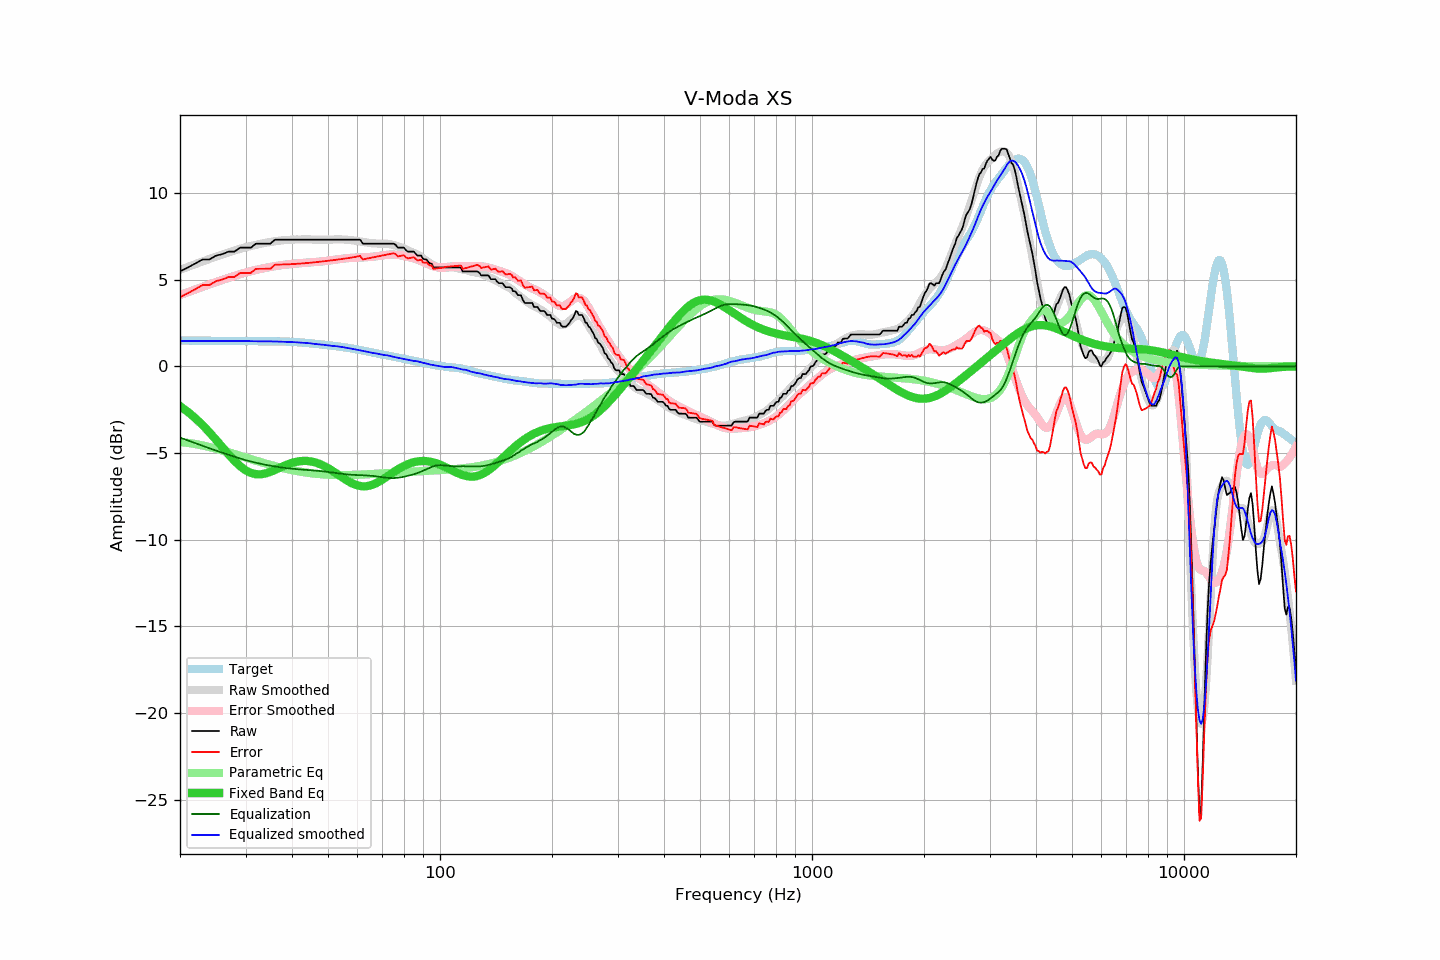 V-Moda XS
10
5
0
−5
−10
−15
−20
−25
Amplitude (dBr)
Target
Raw Smoothed
Error Smoothed
Raw
Error
Parametric Eq
Fixed Band Eq
Equalization
Equalized smoothed
100 1000 10000
Frequency (Hz)